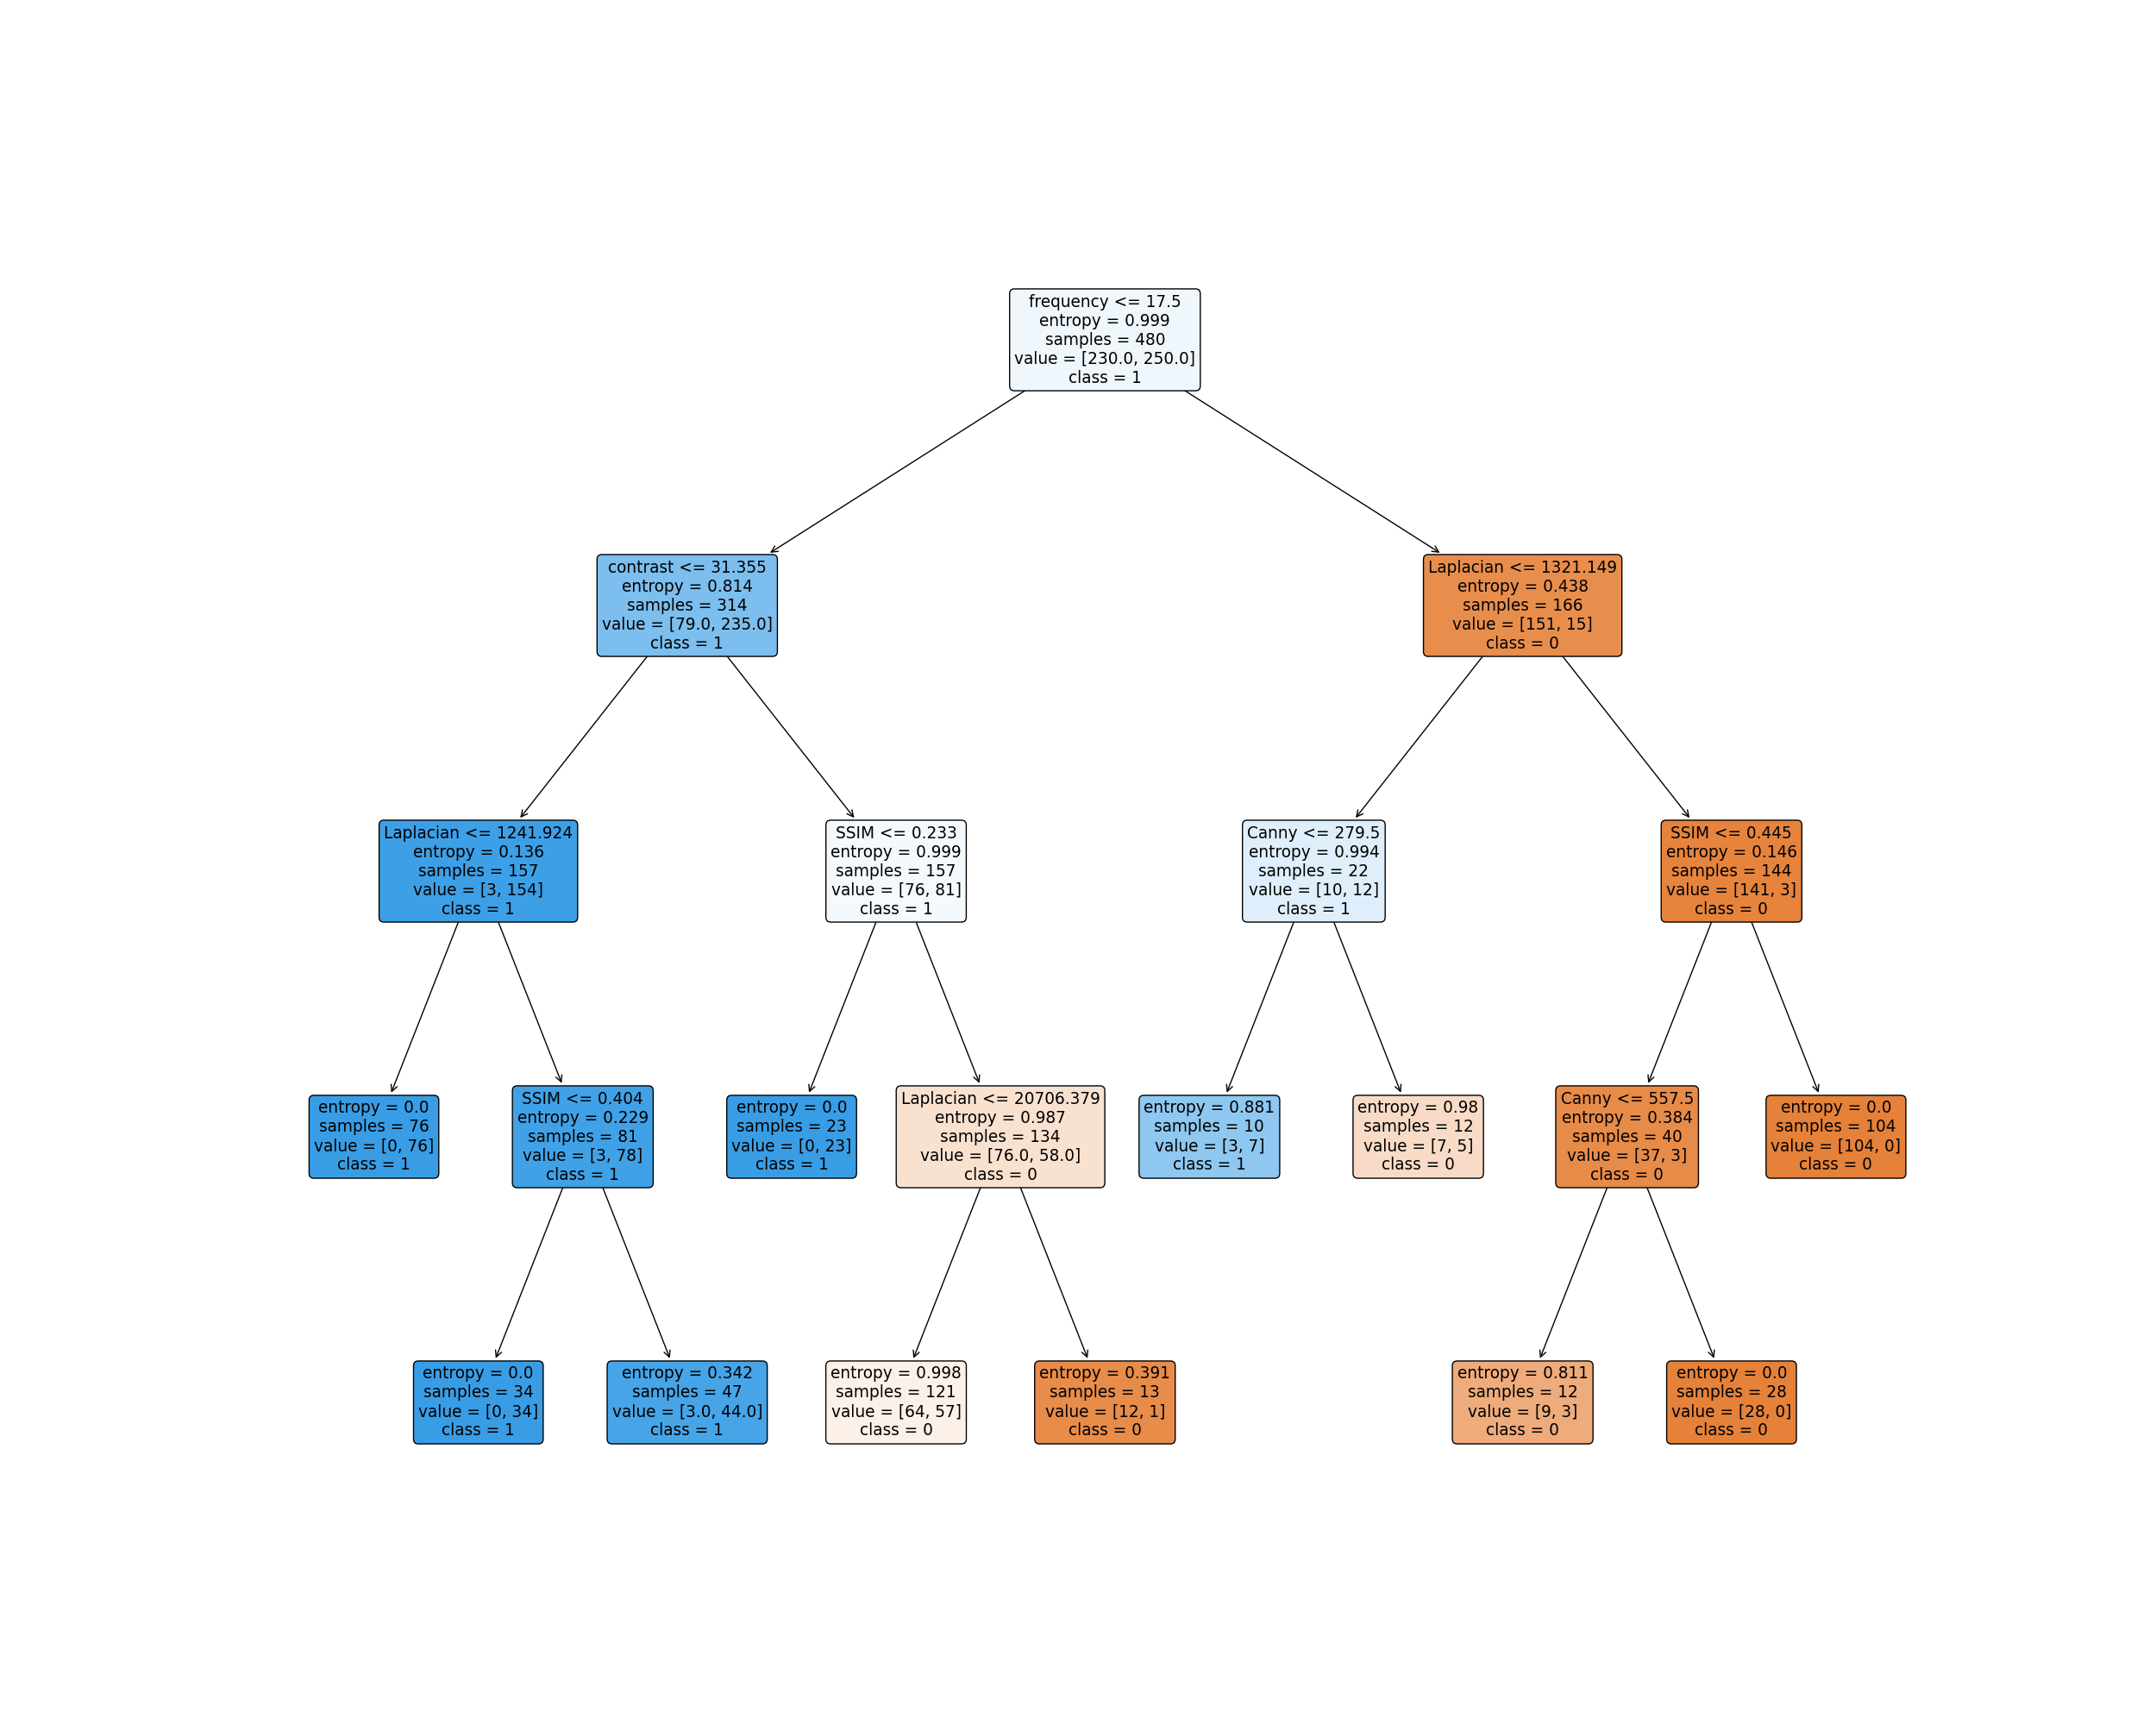 frequency <= 17.5
entropy = 0.999
samples = 480
value = [230.0, 250.0]
class = 1
contrast <= 31.355
entropy = 0.814
samples = 314
value = [79.0, 235.0]
class = 1
Laplacian <= 1321.149
entropy = 0.438
samples = 166
value = [151, 15]
class = 0
Laplacian <= 1241.924
entropy = 0.136
samples = 157
value = [3, 154]
class = 1
SSIM <= 0.233
entropy = 0.999
samples = 157
value = [76, 81]
class = 1
Canny <= 279.5
entropy = 0.994
samples = 22
value = [10, 12]
class = 1
SSIM <= 0.445
entropy = 0.146
samples = 144
value = [141, 3]
class = 0
entropy = 0.0
samples = 76
value = [0, 76]
class = 1
SSIM <= 0.404
entropy = 0.229
samples = 81
value = [3, 78]
class = 1
entropy = 0.0
samples = 23
value = [0, 23]
class = 1
Laplacian <= 20706.379
entropy = 0.987
samples = 134
value = [76.0, 58.0]
class = 0
entropy = 0.881
samples = 10
value = [3, 7]
class = 1
entropy = 0.98
samples = 12
value = [7, 5]
class = 0
Canny <= 557.5
entropy = 0.384
samples = 40
value = [37, 3]
class = 0
entropy = 0.0
samples = 104
value = [104, 0]
class = 0
entropy = 0.0
samples = 34
value = [0, 34]
class = 1
entropy = 0.342
samples = 47
value = [3.0, 44.0]
class = 1
entropy = 0.998
samples = 121
value = [64, 57]
class = 0
entropy = 0.391
samples = 13
value = [12, 1]
class = 0
entropy = 0.811
samples = 12
value = [9, 3]
class = 0
entropy = 0.0
samples = 28
value = [28, 0]
class = 0